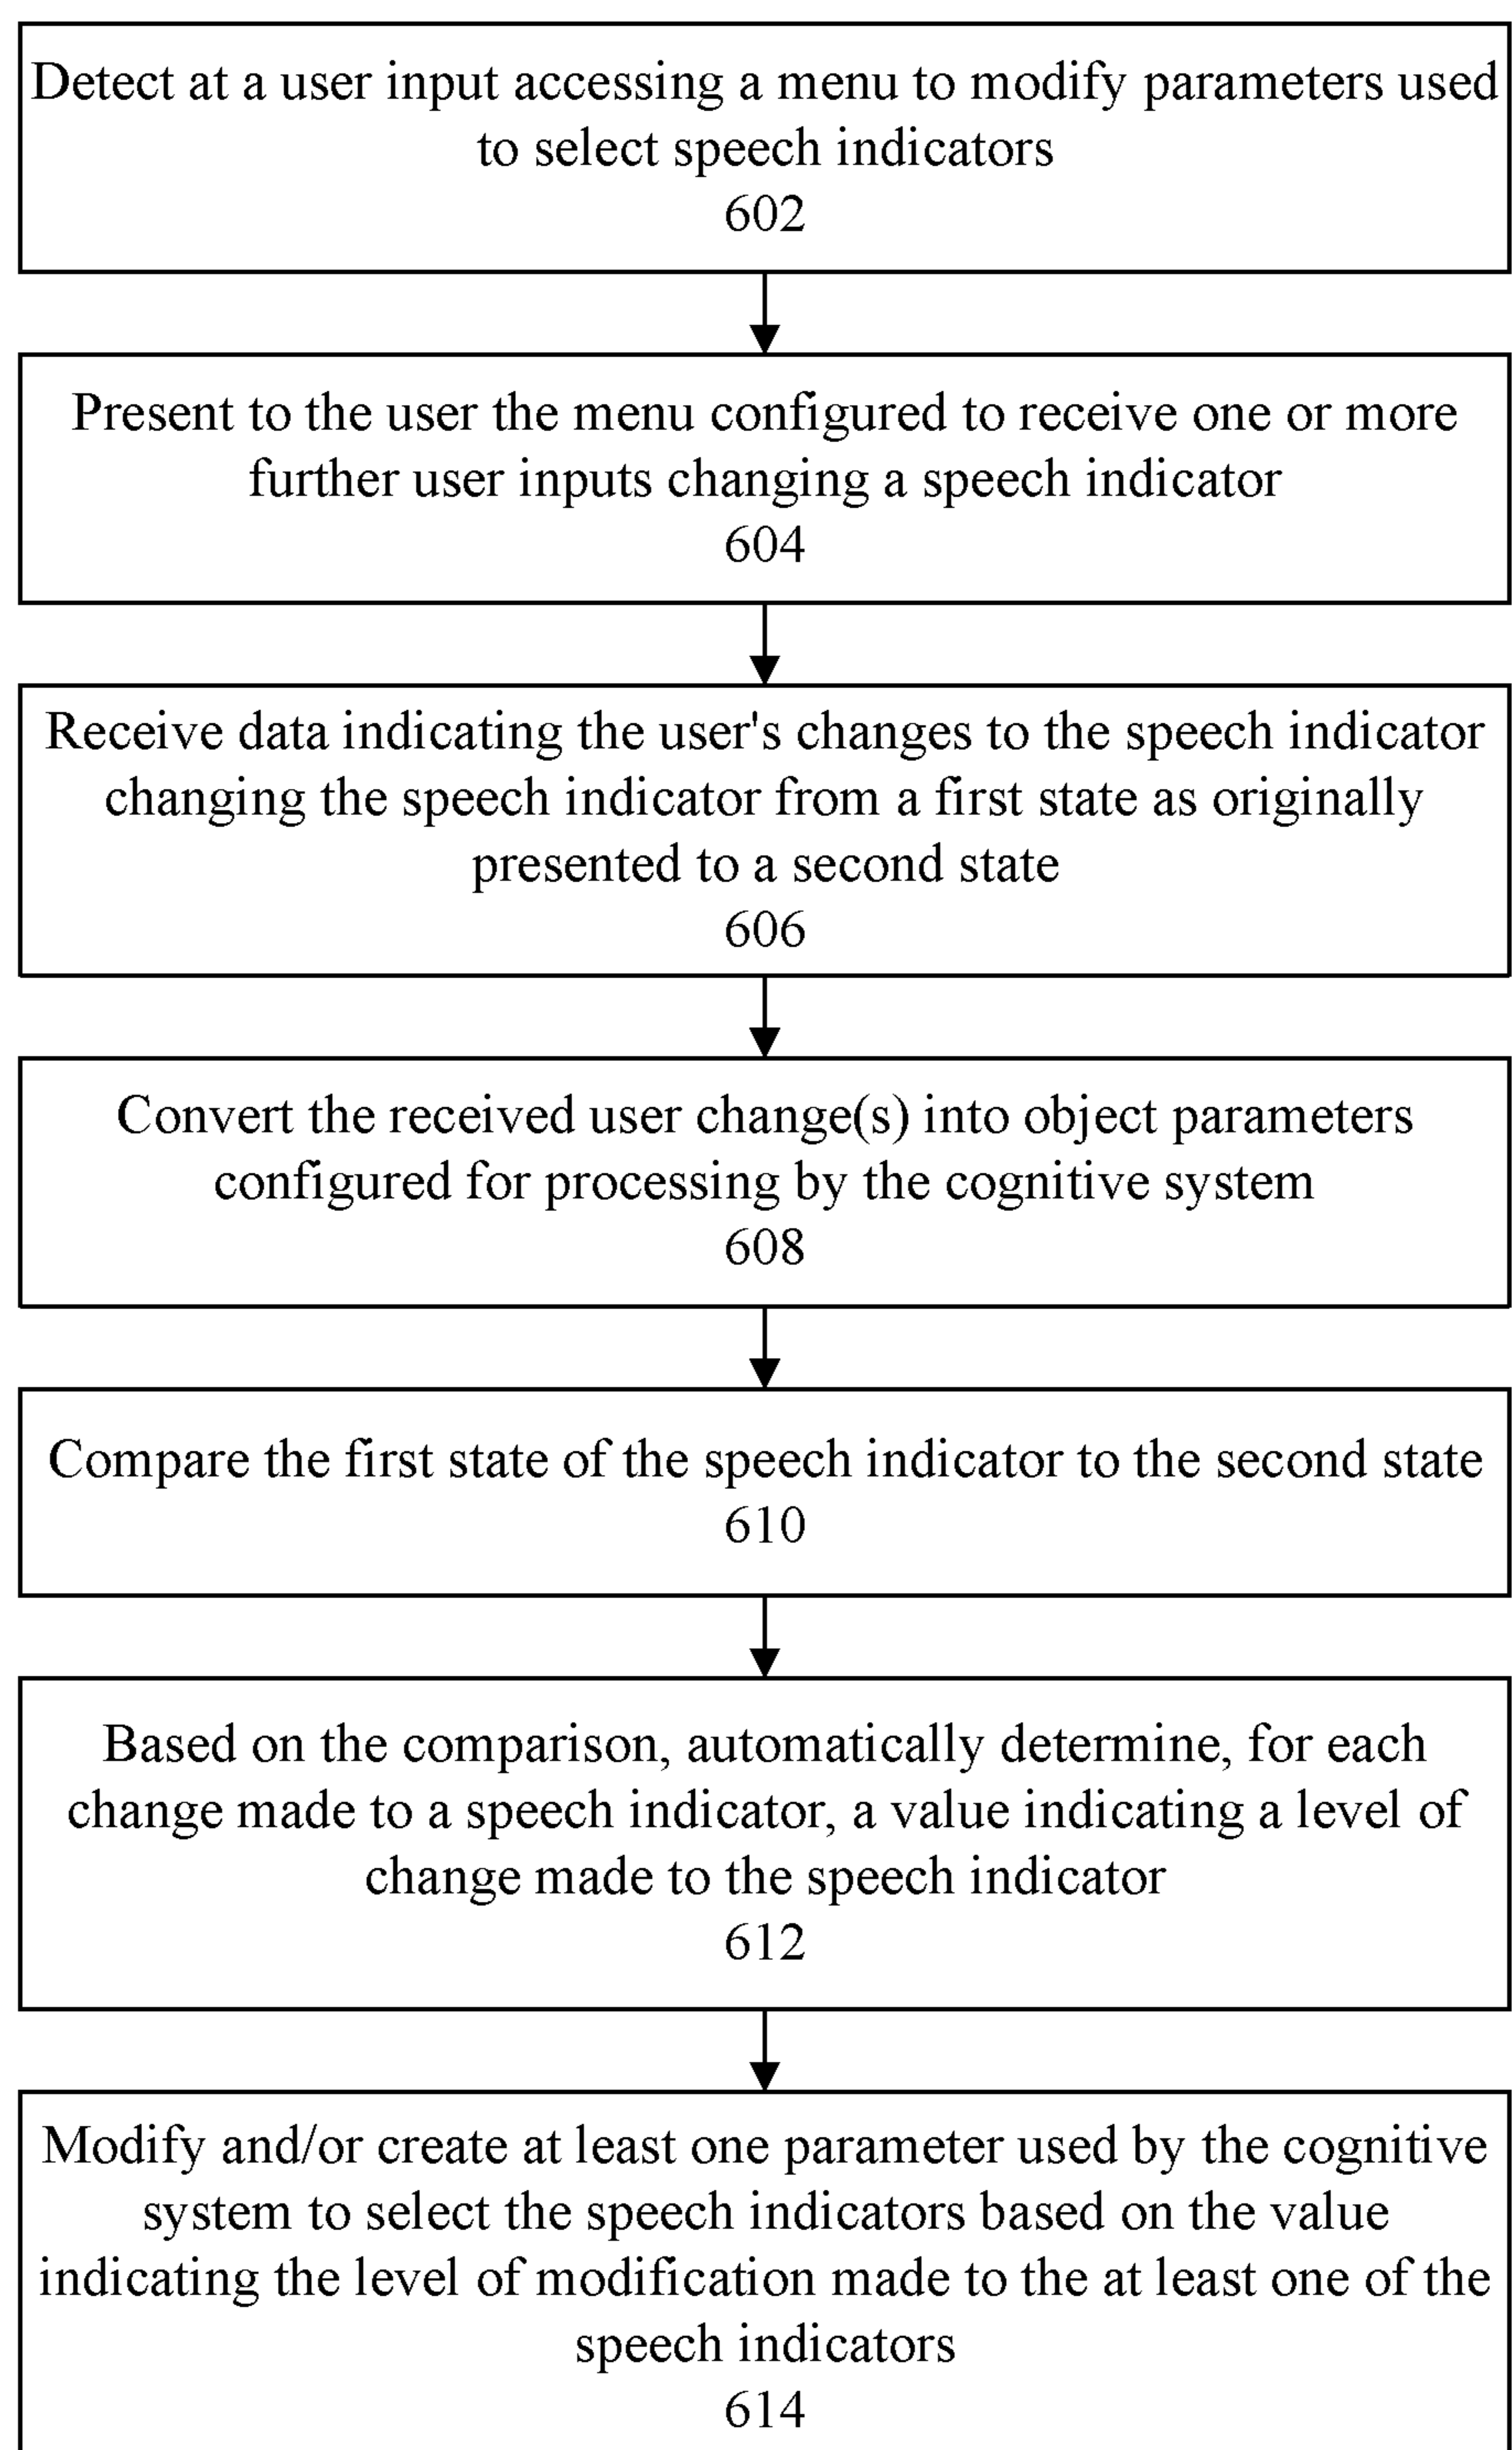 Detect at a user input accessing a menu to modify parameters used
to select speech indicators
602
Present to the user the menu configured to receive one or more
further user inputs changing a speech indicator
604
Receive data indicating the user's changes to the speech indicator
changing the speech indicator from a first state as originally
presented to a second state
606
Convert the received user change(s) into object parameters
configured for processing by the cognitive system
608
Compare the first state of the speech indicator to the second state
610
Based on the comparison, automatically determine, for each
change made to a speech indicator, a value indicating a level of
change made to the speech indicator
612
Modify and/or create at least one parameter used by the cognitive
system to select the speech indicators based on the value
indicating the level of modification made to the at least one of the
speech indicators
614